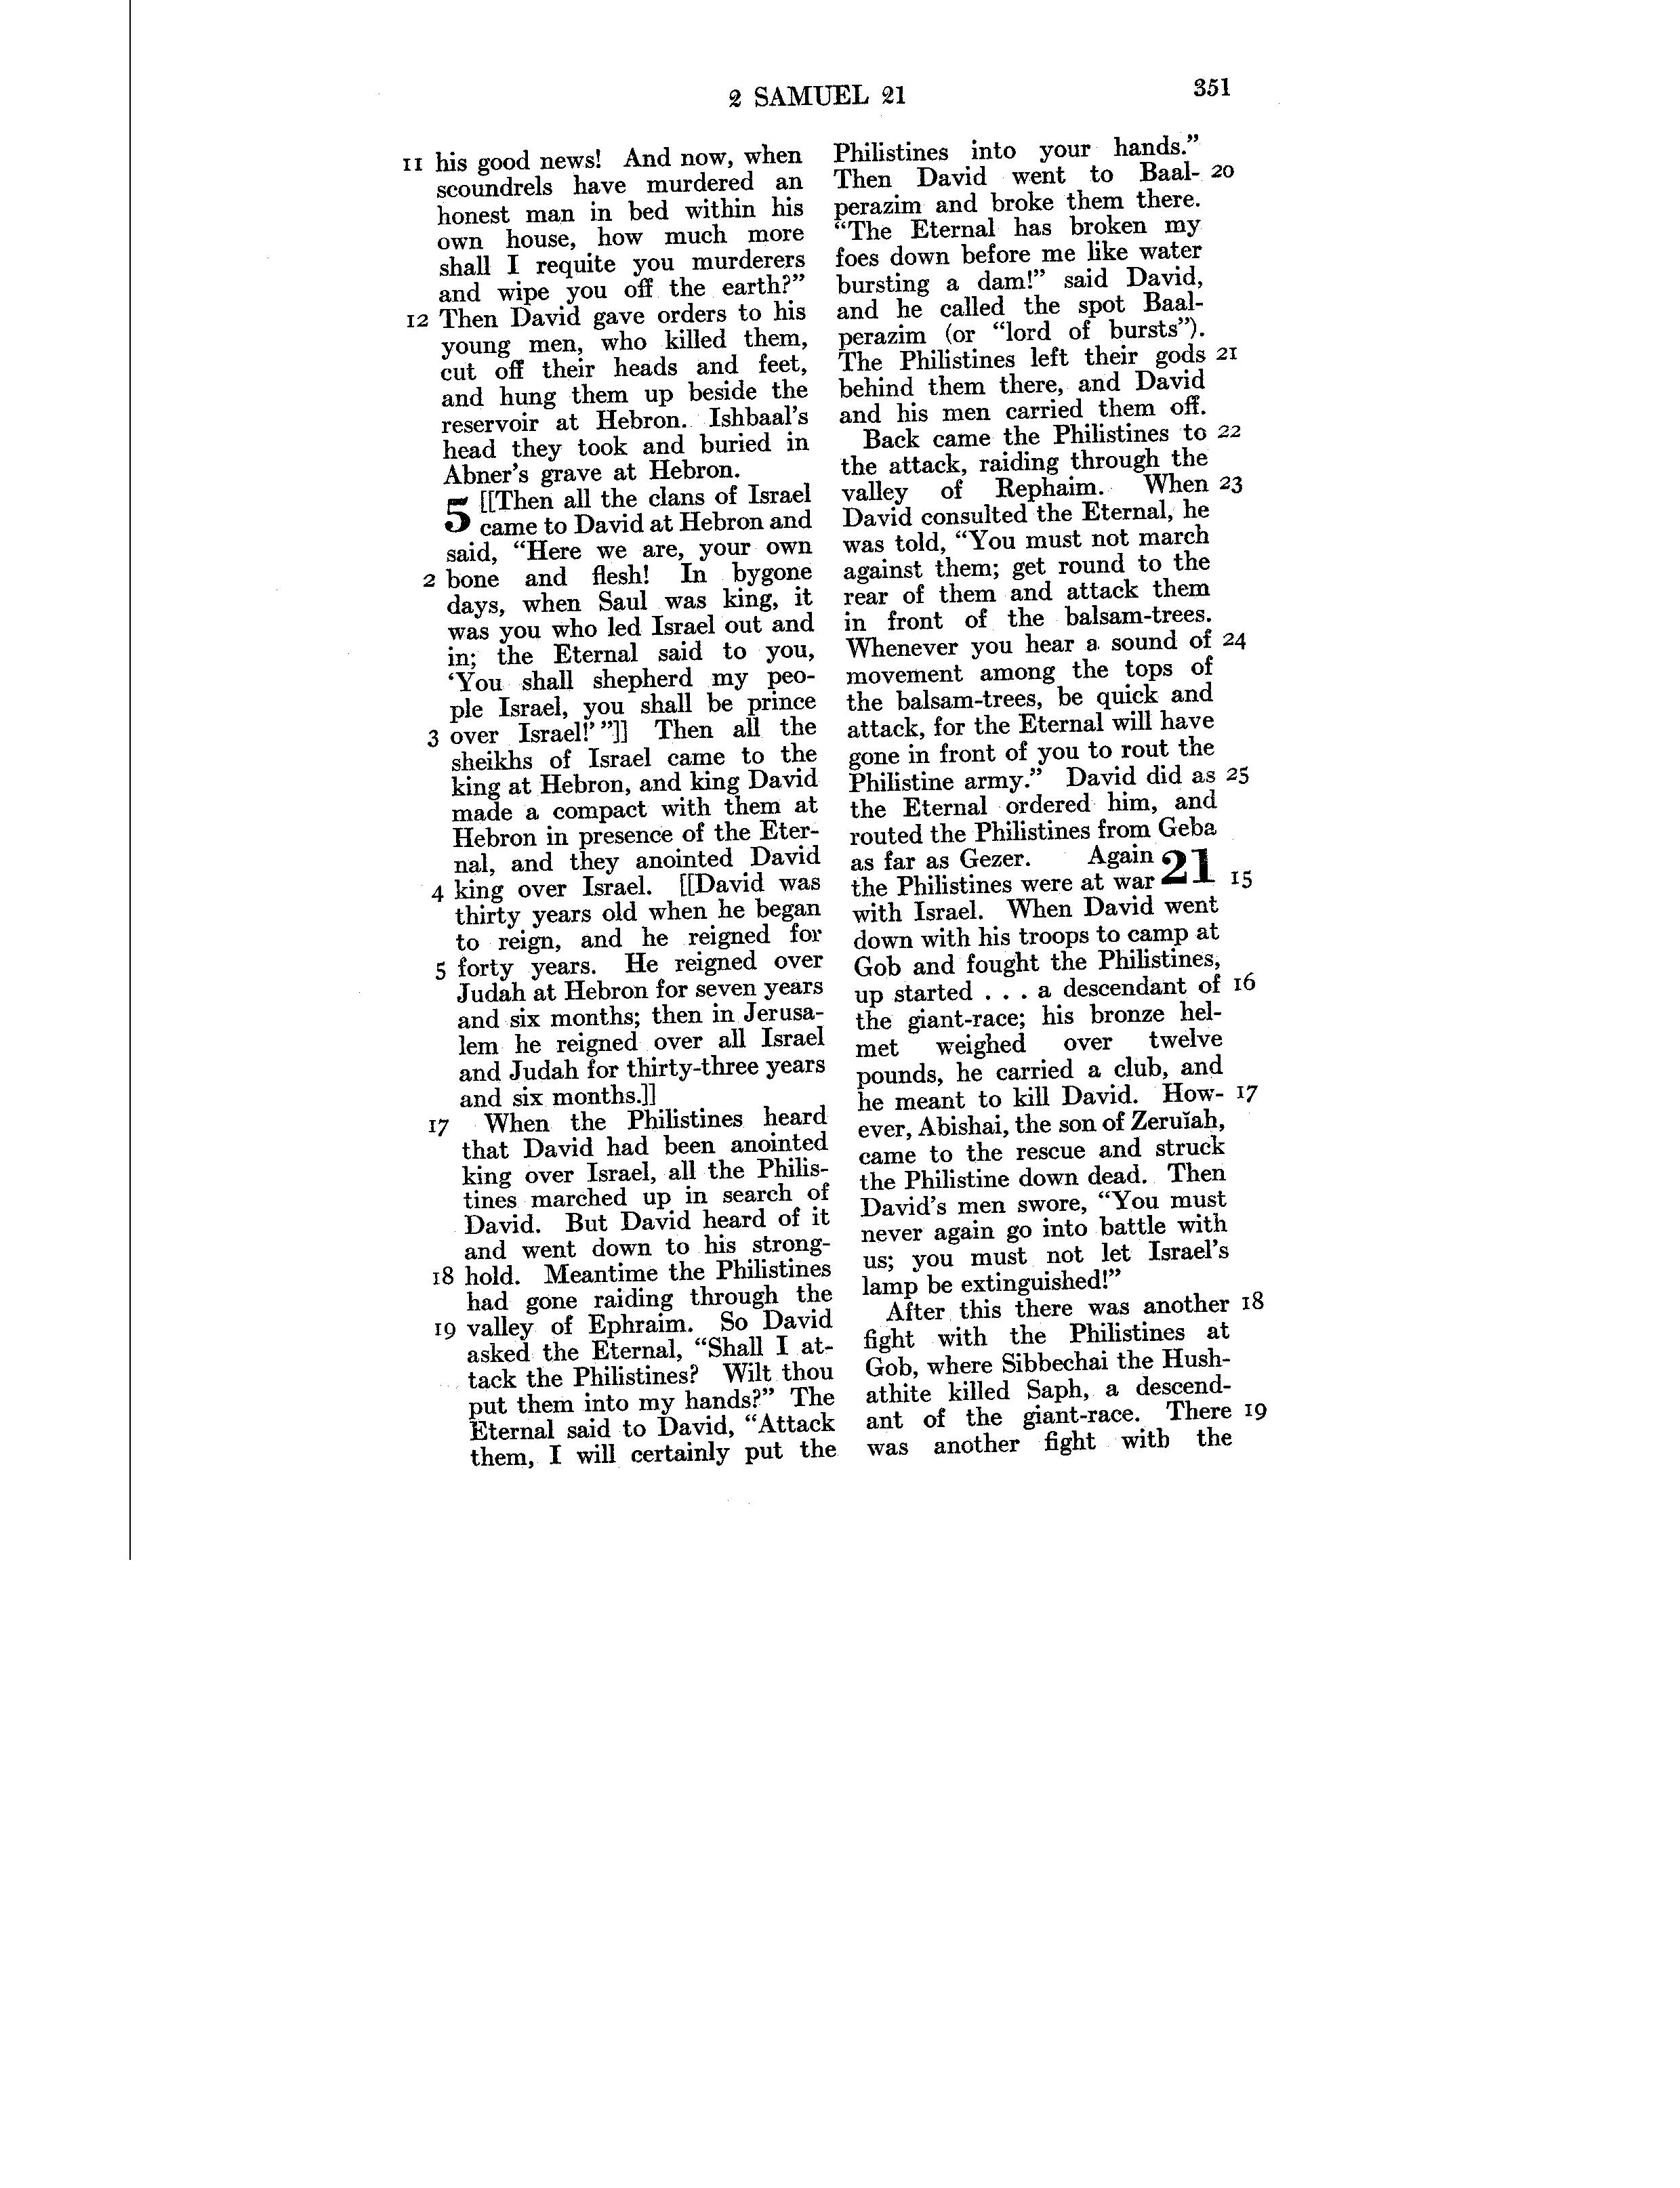 2 SAMUEL 21 351
11 his good news! And now, when
scoundrels have murdered an
honest man in bed within his
own house, how much more
shall I requite you murderers
and wipe you off the earth?”
12 Then David gave orders to his
young men, who killed them,
cut off their heads and feet,
and hung them up beside the
reservoir at Hebron. Ishbaal’s
head they took and buried in
Abner’s grave at Hebron.
5 [[Then all the clans of Israel
came to David at Hebron and
said, “Here we are, your own
2 bone and flesh! In bygone
days, when Saul was king, it
was you who led Israel out and
in; the Eternal said to you,
‘You shall shepherd my peo-
ple Israel, you shall be prince
3 over Israel!’”]] Then all the
sheikhs of Israel came to the
king at Hebron, and king David
made a compact with them at
Hebron in presence of the Eter-
nal, and they anointed David
4 king over Israel. [[David was
thirty years old when he began
to reign, and he reigned for
5 forty years. He reigned over
Judah at Hebron for seven years
and six months; then in Jerusa-
lem he reigned over all Israel
and Judah for thirty-three years
and six months.]]
17 When the Philistines heard
that David had been anointed
king over Israel, all the Philis-
tines marched up in search of
David. But David heard of it
and went down to his strong-
18 hold. Meantime the Philistines
had gone raiding through the
19 valley of Ephraim. So David
asked the Eternal, “Shall I at-
tack the Philistines? Wilt thou
put them into my hands?” The
Eternal said to David, “Attack
them, I will certainly put the
Philistines into your hands.”
Then David went to Baal- 20
perazim and broke them there.
“The Eternal has broken my
foes down before me like water
bursting a dam!” said David,
and he called the spot Baal-
perazim (or “lord of bursts”).
The Philistines left their gods 21
behind them there, and David
and his men carried them off.
Back came the Philistines to 22
the attack, raiding through the
valley of Rephaim. When 23
David consulted the Eternal, he
was told, “You must not march
against them; get round to the
rear of them and attack them
in front of the balsam-trees.
Whenever you hear a sound of 24
movement among the tops of
the balsam-trees, be quick and
attack, for the Eternal will have
gone in front of you to rout the
Philistine army.” David did as 25
the Eternal ordered him, and
routed the Philistines from Geba
as far as Gezer. Again 21
the Philistines were at war 15
with Israel. When David went
down with his troops to camp at
Gob and fought the Philistines,
up started . . . a descendant of 16
the giant-race; his bronze hel-
met weighed over twelve
pounds, he carried a club, and
he meant to kill David. How- 17
ever, Abishai, the son of Zeruĭah,
came to the rescue and struck
the Philistine down dead. Then
David’s men swore, “You must
never again go into battle with
us; you must not let Israel’s
lamp be extinguished!”
After this there was another 18
fight with the Philistines at
Gob, where Sibbechai the Hush-
athite killed Saph, a descend-
ant of the giant-race. There 19
was another fight with the